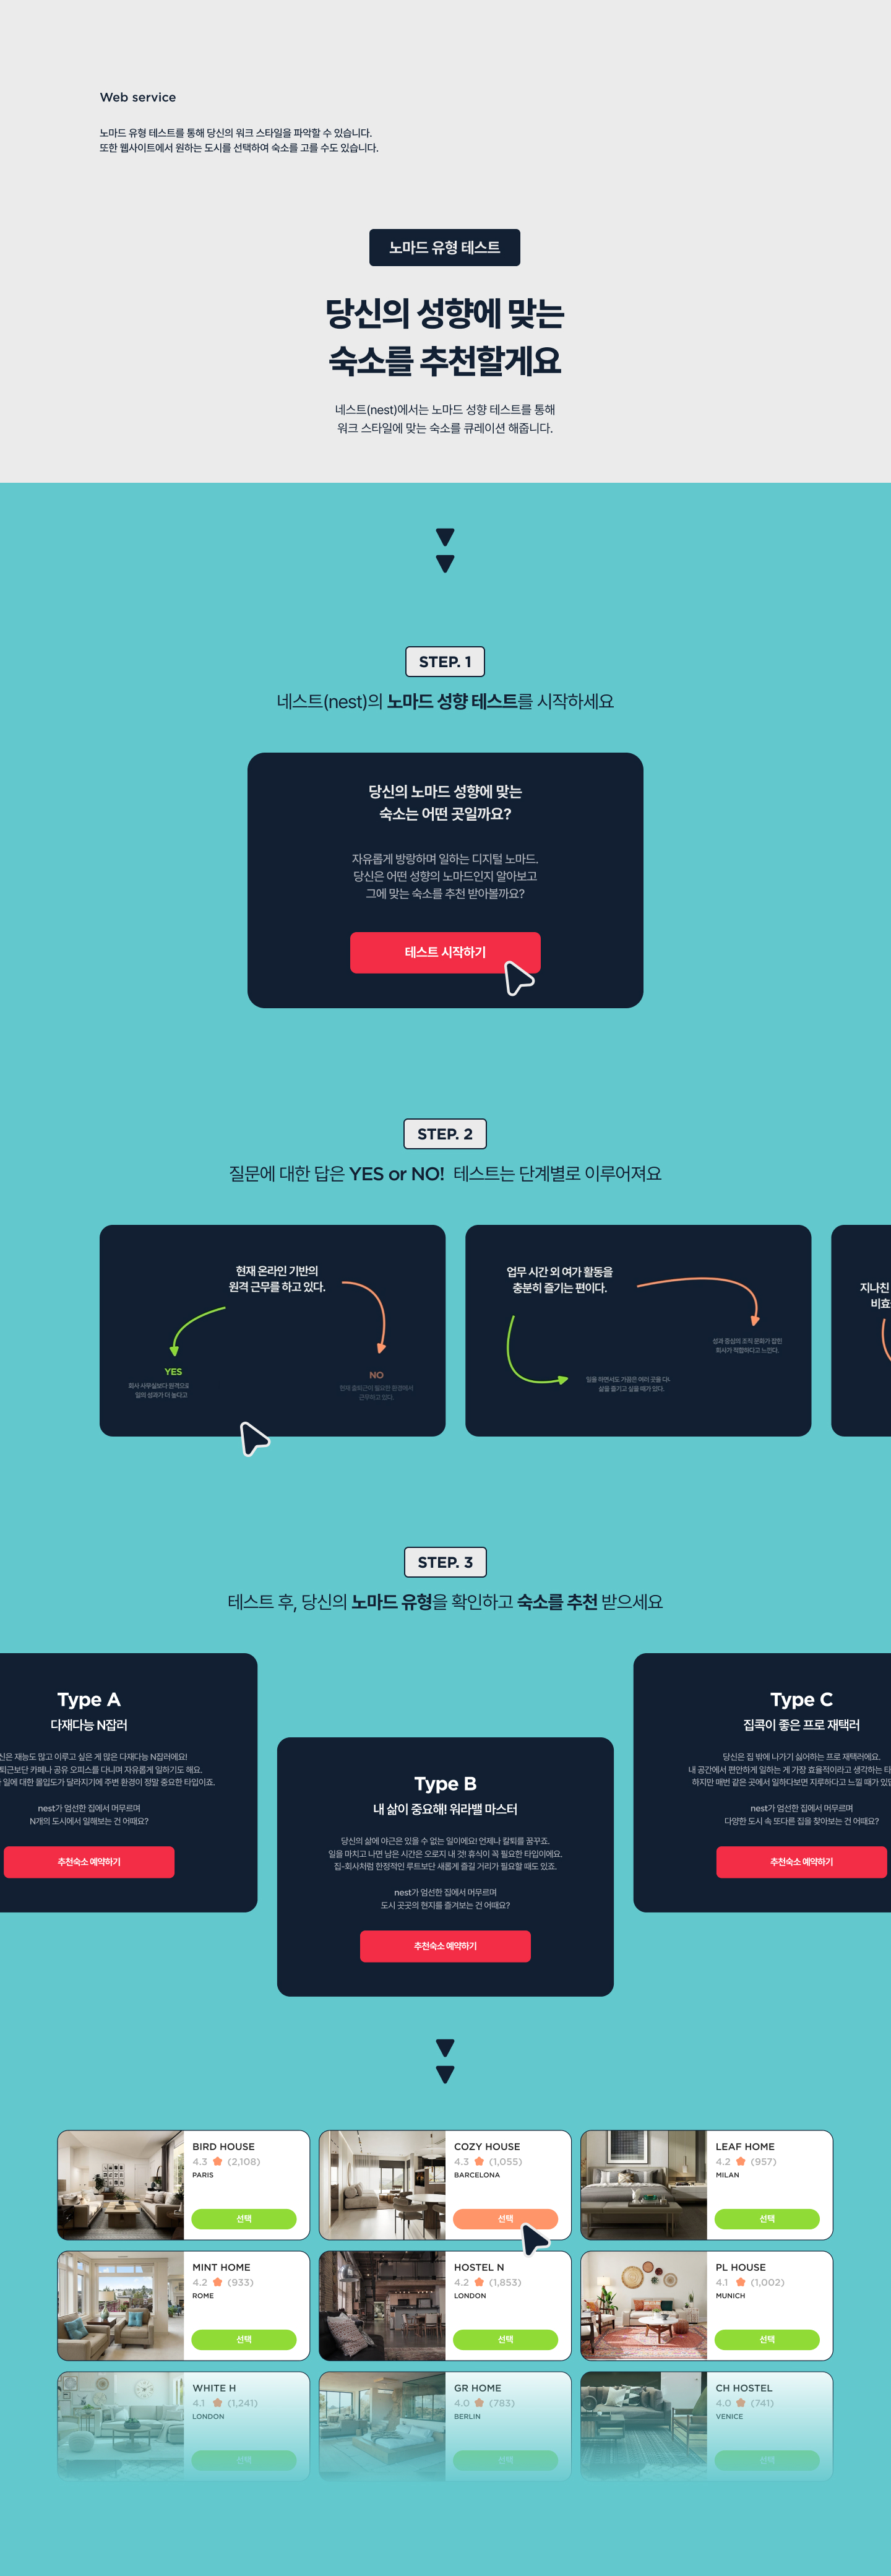 Web service
노마드 유형 테스트를 통해 당신의 워크 스타일을 파악할 수 있습니다.
또한 웹사이트에서 원하는 도시를 선택하여 숙소를 고를 수도 있습니다.
노마드 유형 테스트
당신의 성향에 맞는
숙소를 추천할게요
네스트(nest)에서는 노마드 성향 테스트를 통해
워크 스타일에 맞는 숙소를 큐레이션 해줍니다.
STEP. 1
네스트(nest)의 노마드 성향 테스트를 시작하세요
당신의 노마드 성향에 맞는
숙소는 어떤 곳일까요?
자유롭게 방랑하며 일하는 디지털 노마드.
당신은 어떤 성향의 노마드인지 알아보고
그에 맞는 숙소를 추천 받아볼까요?
테스트 시작하기
STEP. 2
질문에 대한 답은 YES or NO! 테스트는 단계별로 이루어져요
현재 온라인 기반의
원격 근무를 하고 있다.
YES
회사 사무실보다 원격으로
일의 성과가 더 높다고
NO
현재 출퇴근이 필요한 환경에서
근무하고 있다.
업무 시간 외 여가 활동을
충분히 즐기는 편이다.
성과 중심의 조직 문화가 잡힌
회사가 적합하다고 느낀다.
일을 하면서도 가끔은 여러 곳을 다니
삶을 즐기고 싶을 때가 있다.
지나친
비효
STEP. 3
테스트 후, 당신의 노마드 유형을 확인하고 숙소를 추천 받으세요
Type A
다재다능 N잡러
신은 재능도 많고 이루고 싶은 게 많은 다재다능 N잡러에요!
퇴근보단 카페나 공유 오피스를 다니며 자유롭게 일하기도 해요.
일에 대한 몰입도가 달라지기에 주변 환경이 정말 중요한 타입이죠.
nest가 엄선한 집에서 머무르며
N개의 도시에서 일해보는 건 어때요?
추천숙소 예약하기
Type B
내 삶이 중요해! 워라밸 마스터
당신의 삶에 야근은 있을 수 없는 일이에요! 언제나 칼퇴를 꿈꾸죠.
일을 마치고 나면 남은 시간은 오로지 내 것! 휴식이 꼭 필요한 타입이에요.
집-회사처럼 한정적인 루트보단 새롭게 즐길 거리가 필요할 때도 있죠.
nest가 엄선한 집에서 머무르며
도시 곳곳의 현지를 즐겨보는 건 어때요?
추천숙소 예약하기
Type C
집콕이 좋은 프로 재택러
당신은 집 밖에 나가기 싫어하는 프로 재택러에요.
내 공간에서 편안하게 일하는 게 가장 효율적이라고 생각하는 타
하지만 매번 같은 곳에서 일하다보면 지루하다고 느낄 때가 있
nest가 엄선한 집에서 머무르며
다양한 도시 속 또다른 집을 찾아보는 건 어때요?
추천숙소 예약하기
BIRD HOUSE
4.3 (2,108)
PARIS
선택
COZY HOUSE
4.3 (1,055)
BARCELONA
선택
LEAF HOME
4.2 (957)
MILAN
선택
MINT HOME
4.2 (933)
ROME
선택
HOSTEL N
4.2 (1,853)
LONDON
선택
PL HOUSE
4.1 (1,002)
MUNICH
선택
WHITE H
4.1 (1,241)
LONDON
선택
GR HOME
4.0 (783)
BERLIN
선택
CH HOSTEL
4.0 (741)
VENICE
선택